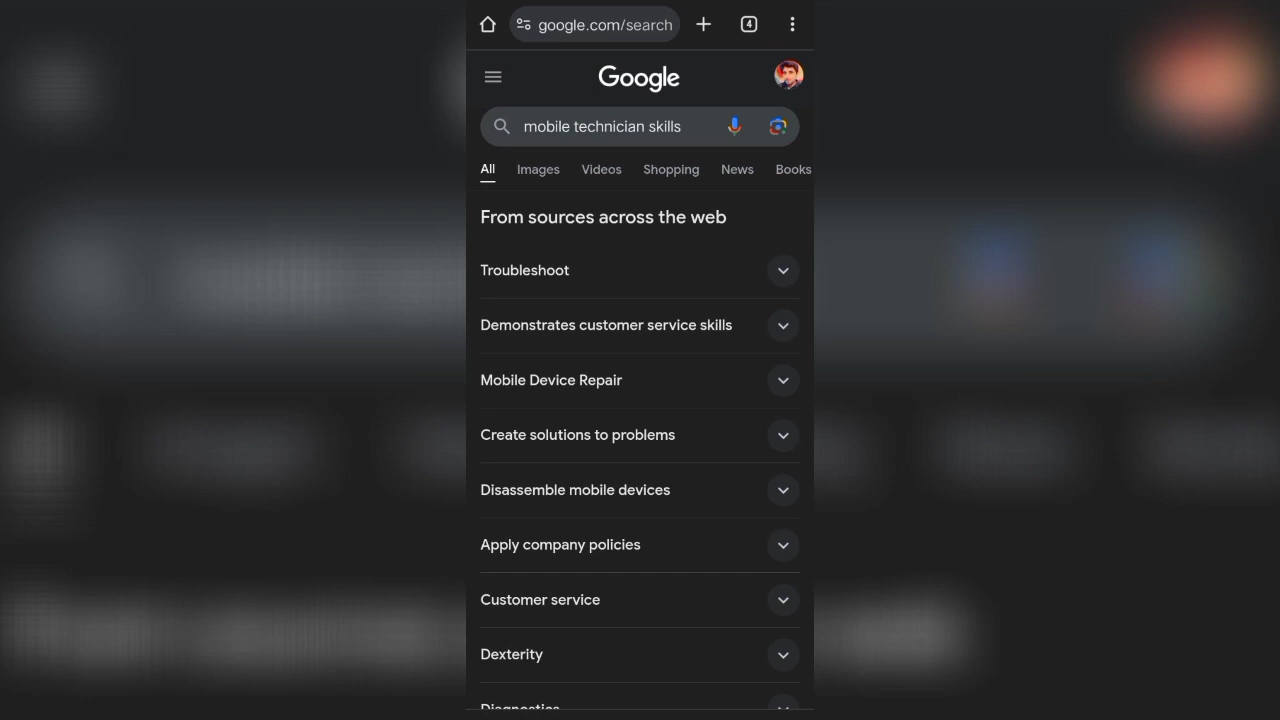 google.com/search
4
Google
mobile technician skills
All Images Videos Shopping News Books
From sources across the web
Troubleshoot
Demonstrates customer service skills
Mobile Device Repair
Create solutions to problems
Disassemble mobile devices
Apply company policies
Customer service
Dexterity
Diagnostics